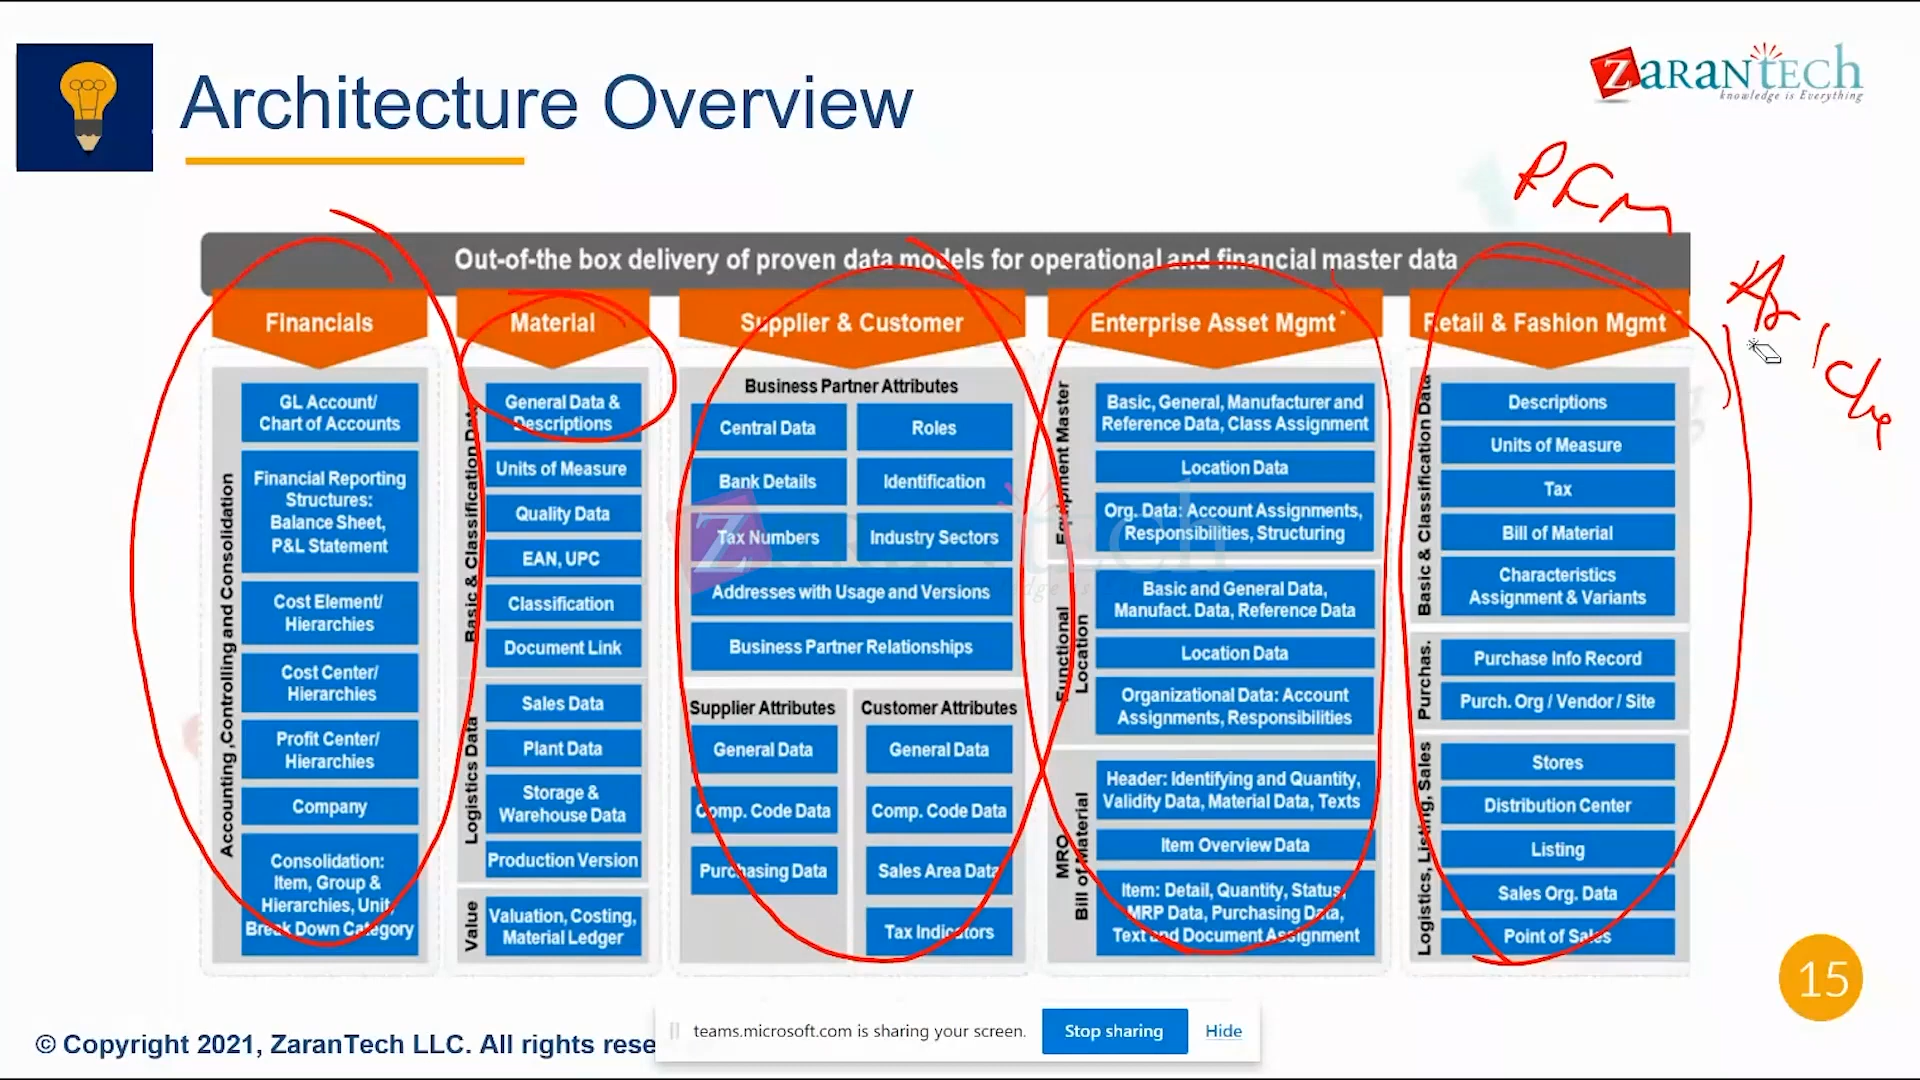 Architecture Overview
ZARANTECH
knowledge is Everything
RFM
Out-of-the box delivery of proven data models for operational and financial master data
Financials
Accounting ,Controlling and Consolidation
GL Account/
Chart of Accounts
Financial Reporting
Structures:
Balance Sheet,
P&L Statement
Cost Element/
Hierarchies
Cost Center/
Hierarchies
Profit Center/
Hierarchies
Company
Consolidation:
Item, Group &
Hierarchies, Unit,
Break Down Category
Material
Basic & Classification Data
General Data &
Descriptions
Units of Measure
Quality Data
EAN, UPC
Classification
Document Link
Logistics Data
Sales Data
Plant Data
Storage &
Warehouse Data
Production Version
Value
Valuation, Costing,
Material Ledger
Supplier & Customer
Business Partner Attributes
Central Data
Roles
Bank Details
Identification
Tax Numbers
Industry Sectors
Addresses with Usage and Versions
Business Partner Relationships
Supplier Attributes
General Data
Comp. Code Data
Purchasing Data
Customer Attributes
General Data
Comp. Code Data
Sales Area Data
Tax Indicators
Enterprise Asset Mgmt *
Equipment Master
Basic, General, Manufacturer and
Reference Data, Class Assignment
Location Data
Org. Data: Account Assignments,
Responsibilities, Structuring
Functional
Location
Basic and General Data,
Manufact. Data, Reference Data
Location Data
Organizational Data: Account
Assignments, Responsibilities
MRO
Bill of Material
Header: Identifying and Quantity,
Validity Data, Material Data, Texts
Item Overview Data
Item: Detail, Quantity, Status,
MRP Data, Purchasing Data,
Text and Document Assignment
Retail & Fashion Mgmt *
Basic & Classification Data
Descriptions
Units of Measure
Tax
Bill of Material
Characteristics
Assignment & Variants
Purchas.
Purchase Info Record
Purch. Org / Vendor / Site
Logistics, Listing, Sales
Stores
Distribution Center
Listing
Sales Org. Data
Point of Sales
15
© Copyright 2021, ZaranTech LLC. All rights rese
teams.microsoft.com is sharing your screen.
Stop sharing
Hide